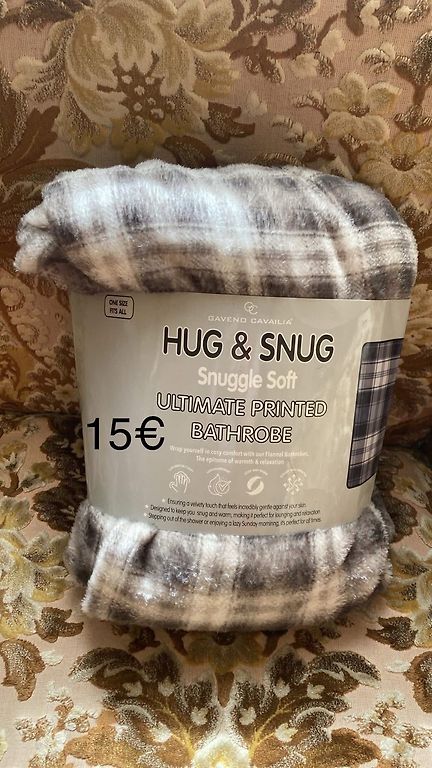 ONE SIZE
FITS ALL
GC
GAVENO CAVAILIA
HUG & SNUG
Snuggle Soft
ULTIMATE PRINTED
BATHROBE
15€
Wrap yourself in cosy comfort with our Flannel Bathrobes.
The epitome of warmth & relaxation
Ensuring a velvety touch that feels incredibly gentle against your skin.
Designed to keep you snug and warm, making it perfect for lounging and relaxation
Stepping out of the shower or enjoying a lazy Sunday morning, it's perfect for all times.